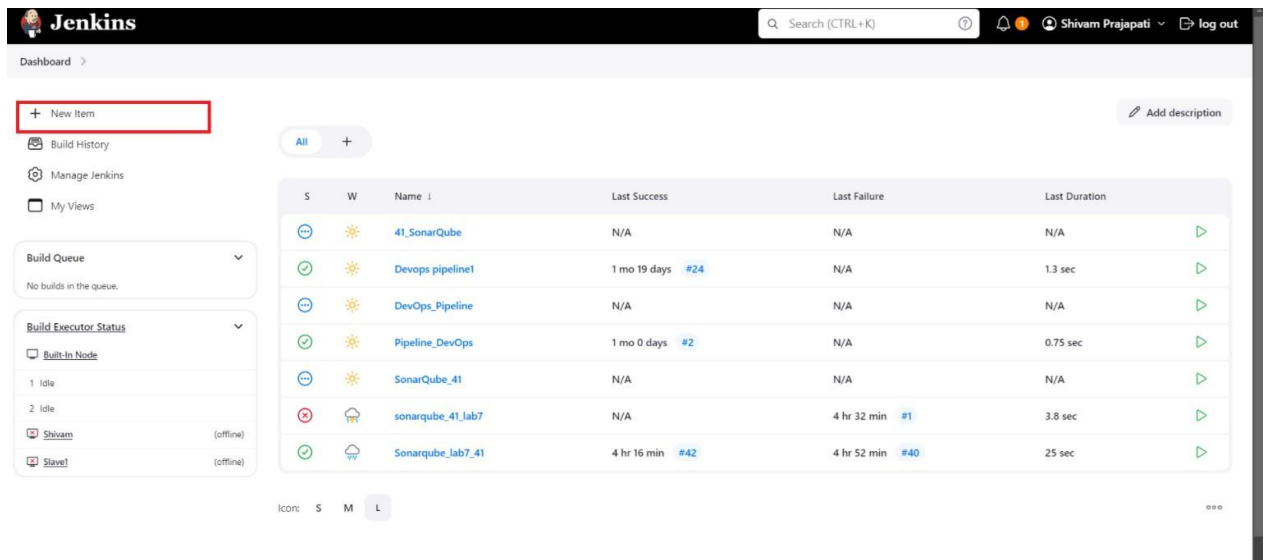 Jenkins
Search (CTRL+K)
1
Shivam Prajapati
log out
Dashboard >
+ New Item
Build History
Manage Jenkins
My Views
Add description
All +
Build Queue
No builds in the queue.
Build Executor Status
Built-In Node
1 Idle
2 Idle
Shivam (offline)
Slave1 (offline)
S W Name ↓ Last Success Last Failure Last Duration
41_SonarQube N/A N/A N/A
Devops pipeline1 1 mo 19 days #24 N/A 1.3 sec
DevOps_Pipeline N/A N/A N/A
Pipeline_DevOps 1 mo 0 days #2 N/A 0.75 sec
SonarQube_41 N/A N/A N/A
sonarqube_41_lab7 N/A 4 hr 32 min #1 3.8 sec
Sonarqube_lab7_41 4 hr 16 min #42 4 hr 52 min #40 25 sec
Icon: S M L